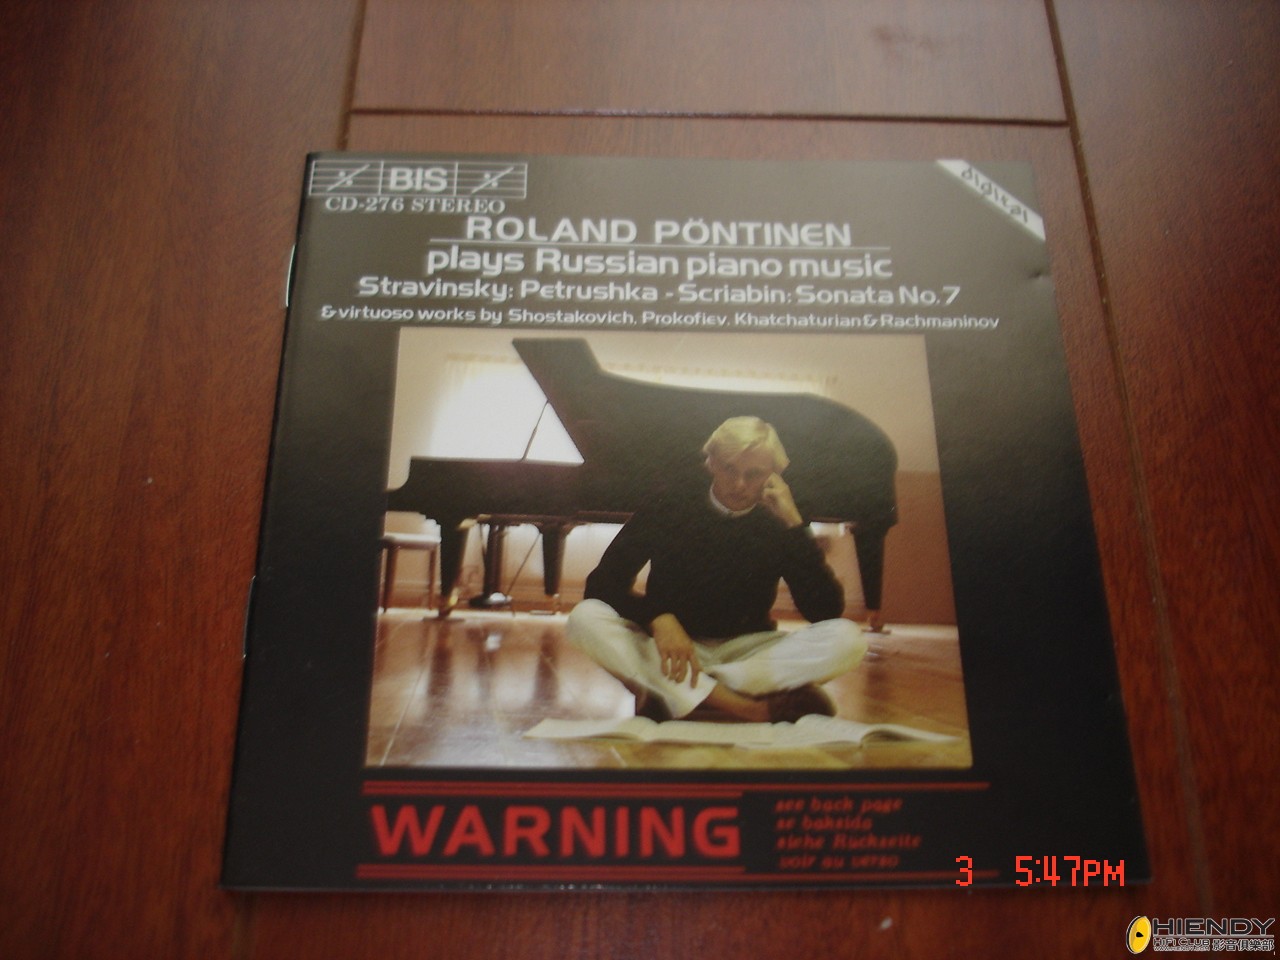 BIS
CD-276 STEREO
digital
ROLAND PÖNTINEN
plays Russian piano music
Stravinsky: Petrushka - Scriabin: Sonata No.7
& virtuoso works by Shostakovich, Prokofiev, Khatchaturian & Rachmaninov
WARNING
see back page
se baksida
siehe Rückseite
voir au verso
3 5:47PM
HIENDY
HIFI CLUB 影音俱樂部